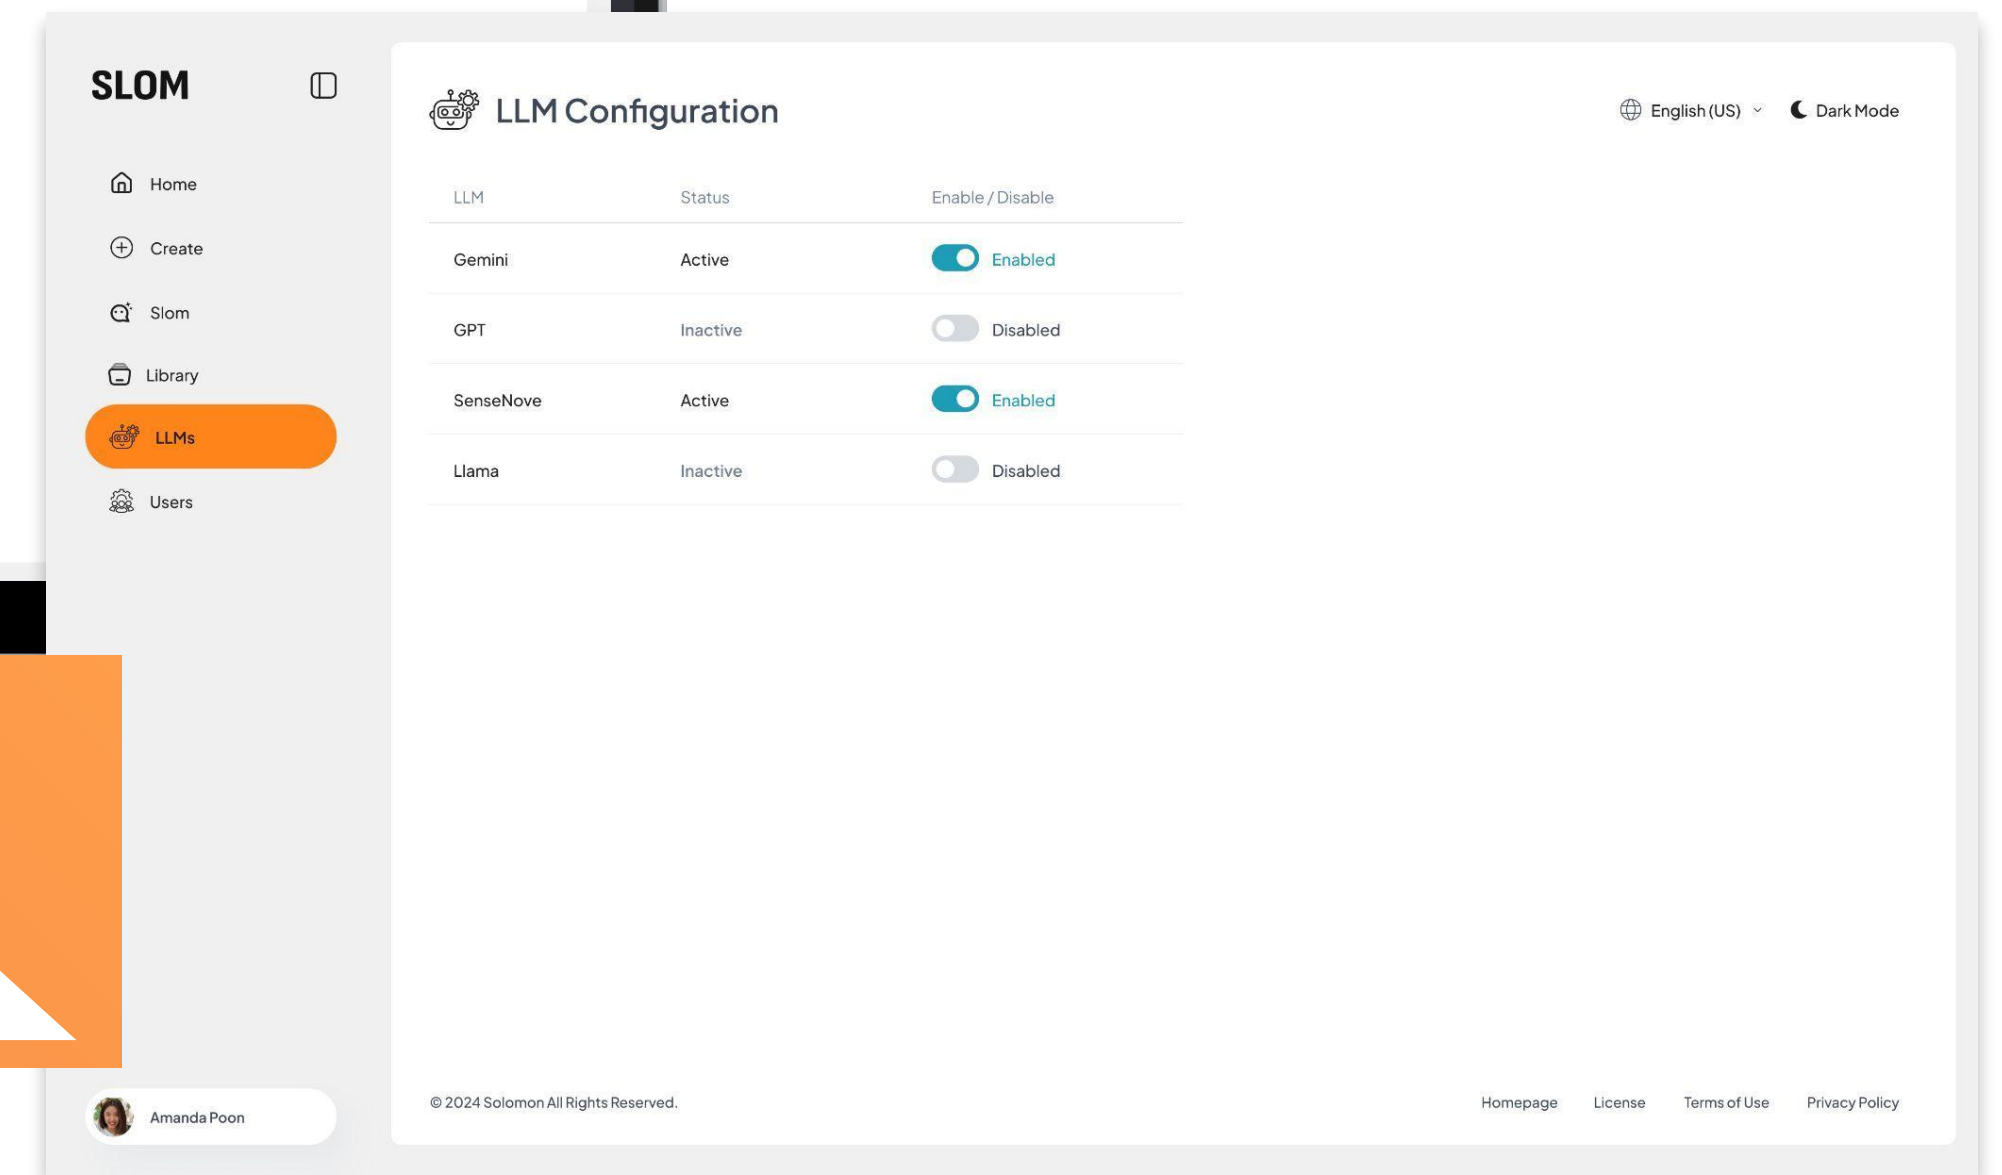 SLOM
Home
Create
Slom
Library
LLMs
Users
Amanda Poon
LLM Configuration
English (US)
Dark Mode
LLM Status Enable / Disable
Gemini Active Enabled
GPT Inactive Disabled
SenseNove Active Enabled
Llama Inactive Disabled
© 2024 Solomon All Rights Reserved.
Homepage License Terms of Use Privacy Policy